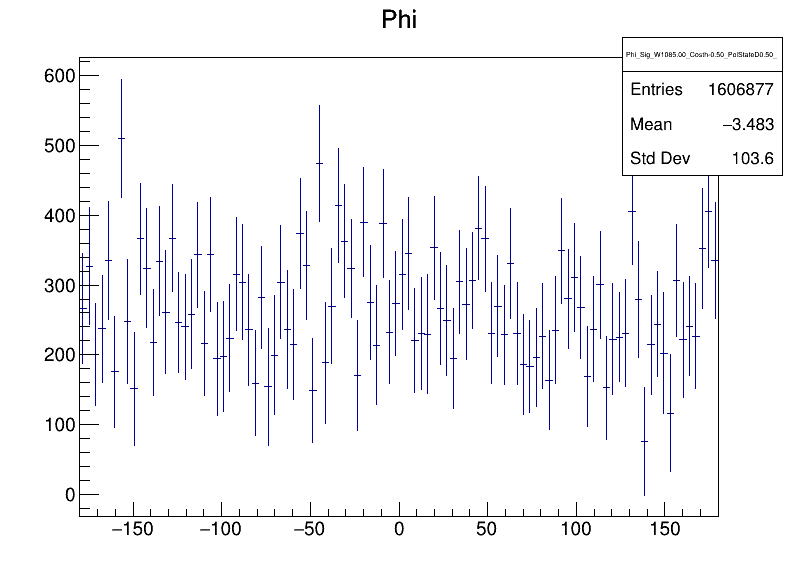 Phi
Phi_Sig_W1085.00_Costh-0.50_PolStateD0.50_
Entries 1606877
Mean −3.483
Std Dev 103.6
600
500
400
300
200
100
0
−150 −100 −50 0 50 100 150